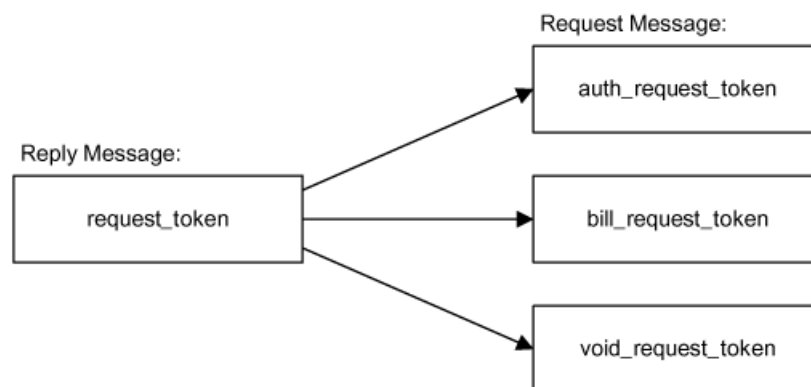 Request Message:
auth_request_token
Reply Message:
request_token
bill_request_token
void_request_token